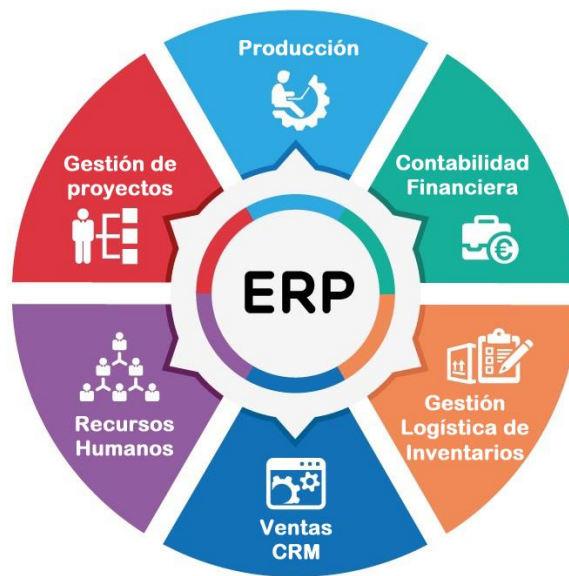 Producción
Gestión de
proyectos
Contabilidad
Financiera
ERP
€
Recursos
Humanos
Gestión
Logística de
Inventarios
Ventas
CRM